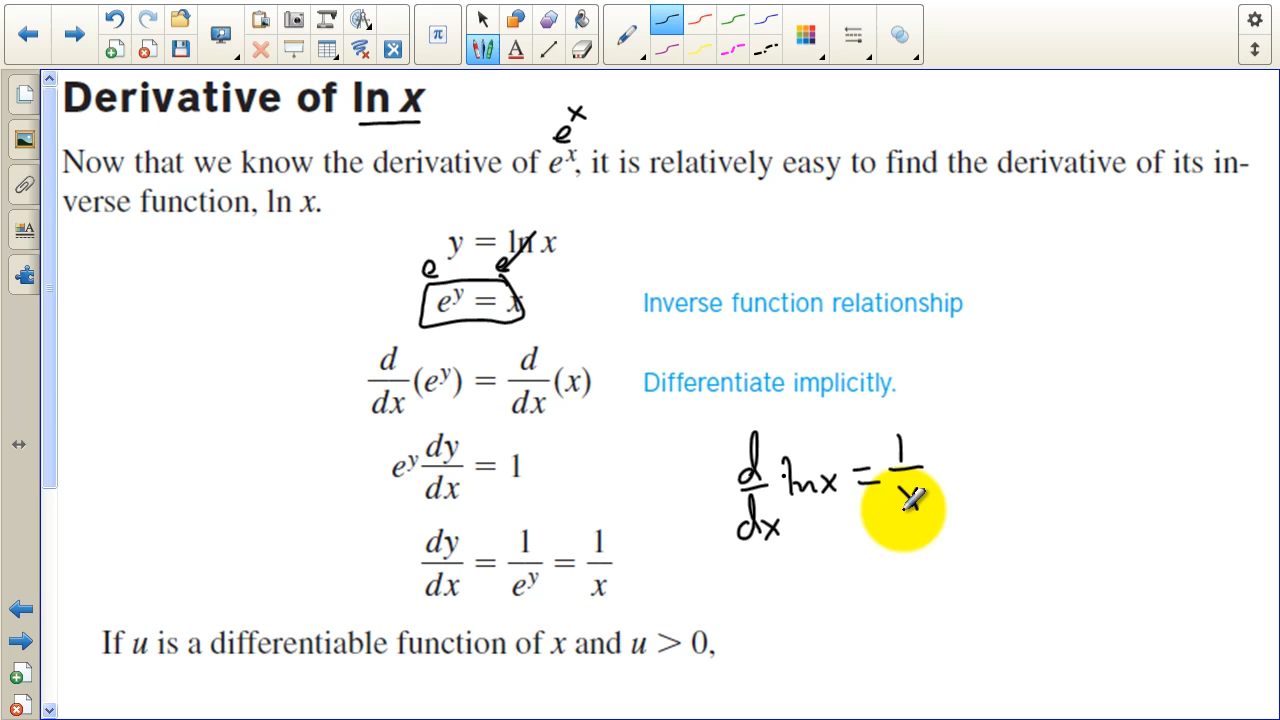 Derivative of ln x
e^x
Now that we know the derivative of e^x, it is relatively easy to find the derivative of its in-
verse function, ln x.
y = ln x
e e
e^y = x Inverse function relationship
d/dx (e^y) = d/dx (x) Differentiate implicitly.
e^y dy/dx = 1
d/dx ln x = 1/x
dy/dx = 1/e^y = 1/x
If u is a differentiable function of x and u > 0,